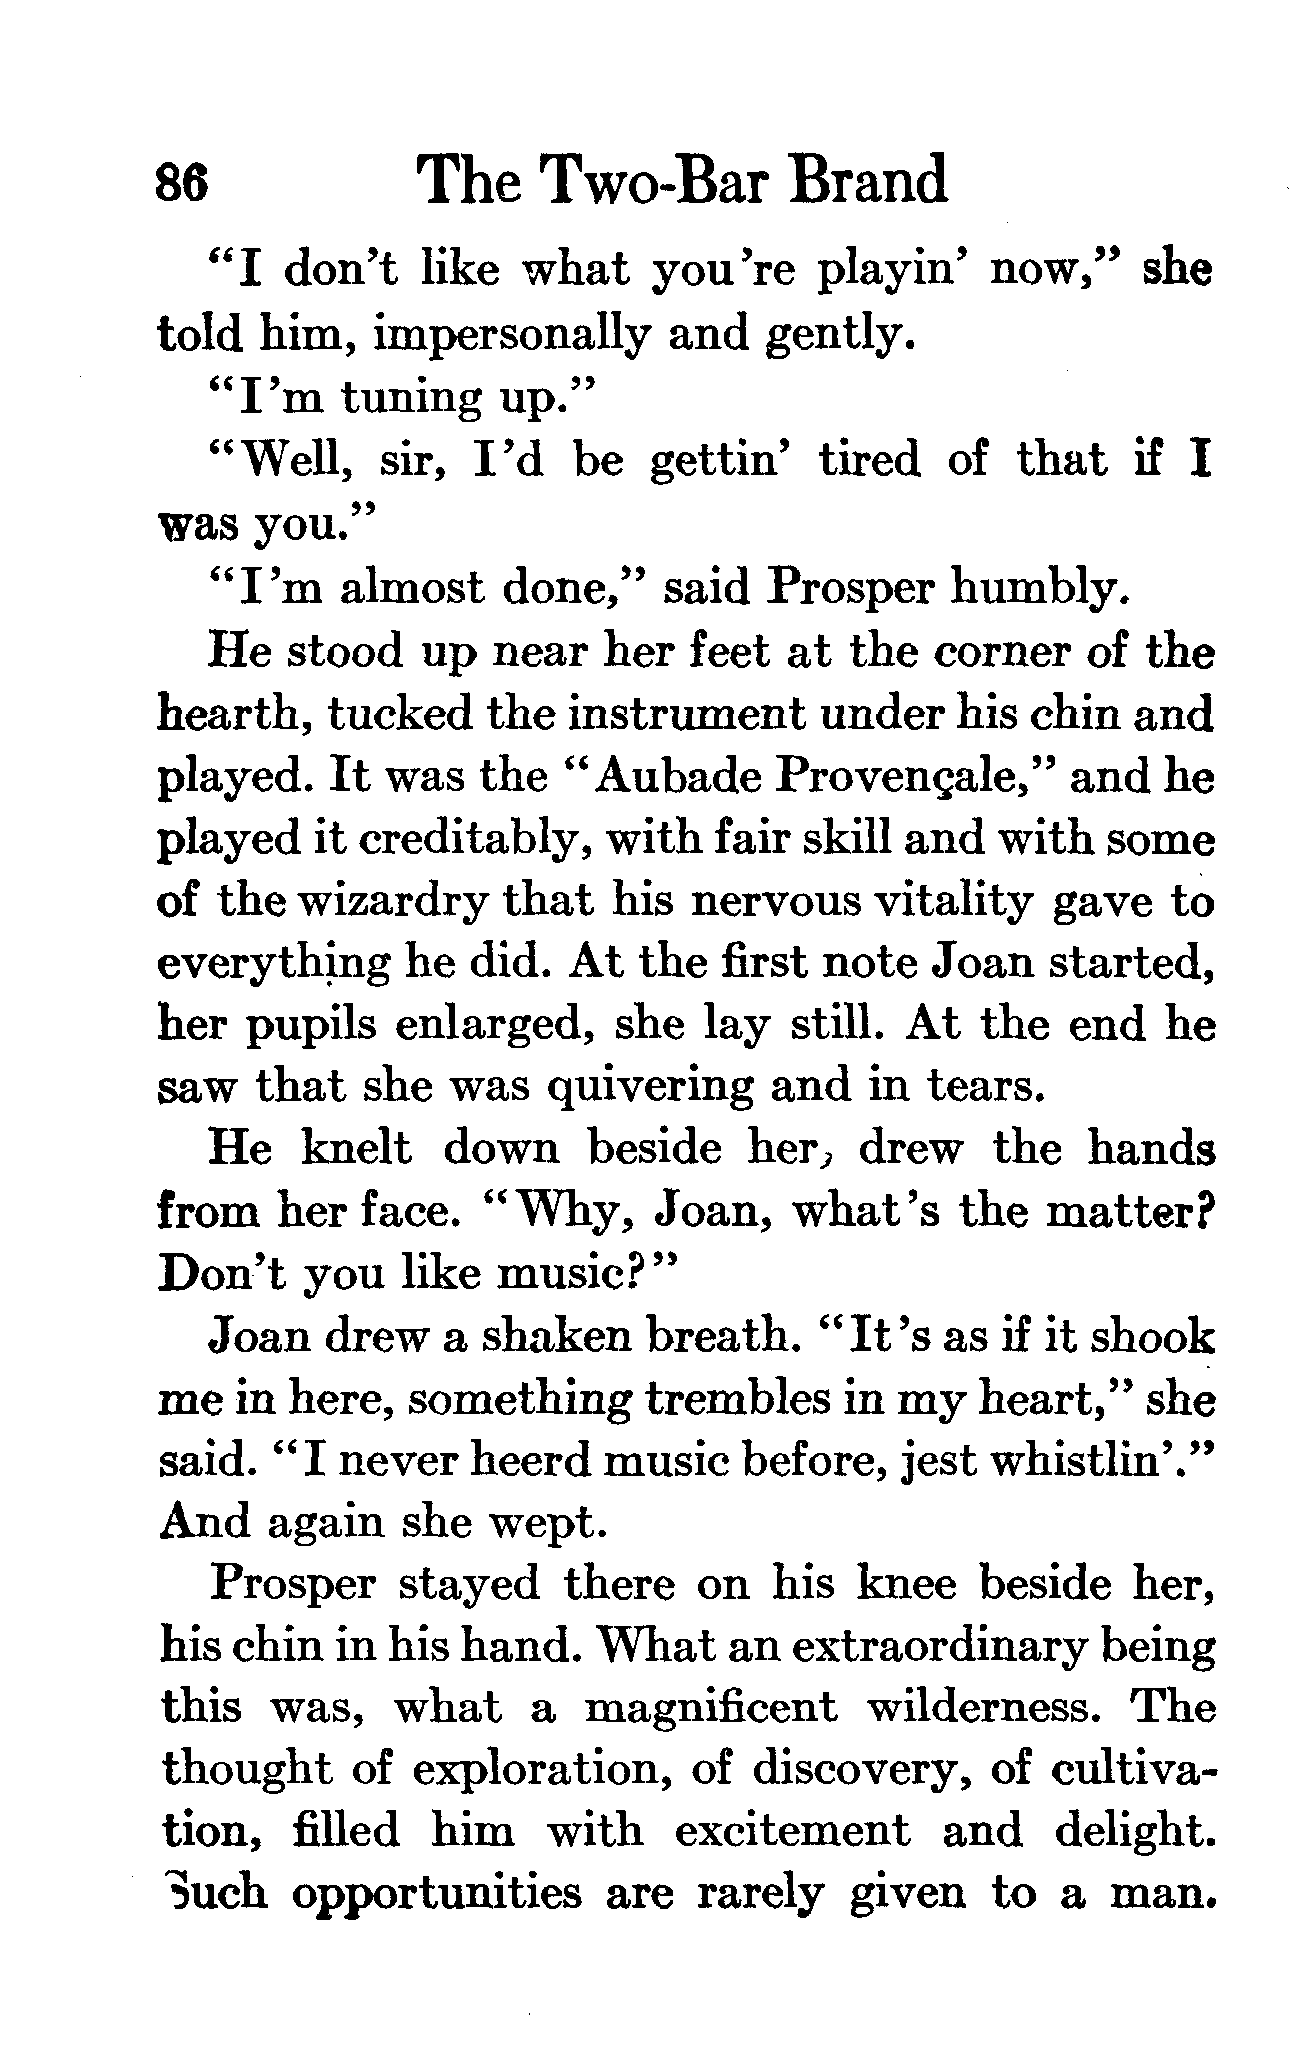 86 The Two-Bar Brand
"I don't like what you're playin' now," she
told him, impersonally and gently.
"I'm tuning up."
"Well, sir, I'd be gettin' tired of that if I
was you."
"I'm almost done," said Prosper humbly.
He stood up near her feet at the corner of the
hearth, tucked the instrument under his chin and
played. It was the "Aubade Provençale," and he
played it creditably, with fair skill and with some
of the wizardry that his nervous vitality gave to
everything he did. At the first note Joan started,
her pupils enlarged, she lay still. At the end he
saw that she was quivering and in tears.
He knelt down beside her, drew the hands
from her face. "Why, Joan, what's the matter?
Don't you like music?"
Joan drew a shaken breath. "It's as if it shook
me in here, something trembles in my heart," she
said. "I never heerd music before, jest whistlin'."
And again she wept.
Prosper stayed there on his knee beside her,
his chin in his hand. What an extraordinary being
this was, what a magnificent wilderness. The
thought of exploration, of discovery, of cultiva-
tion, filled him with excitement and delight.
Such opportunities are rarely given to a man.